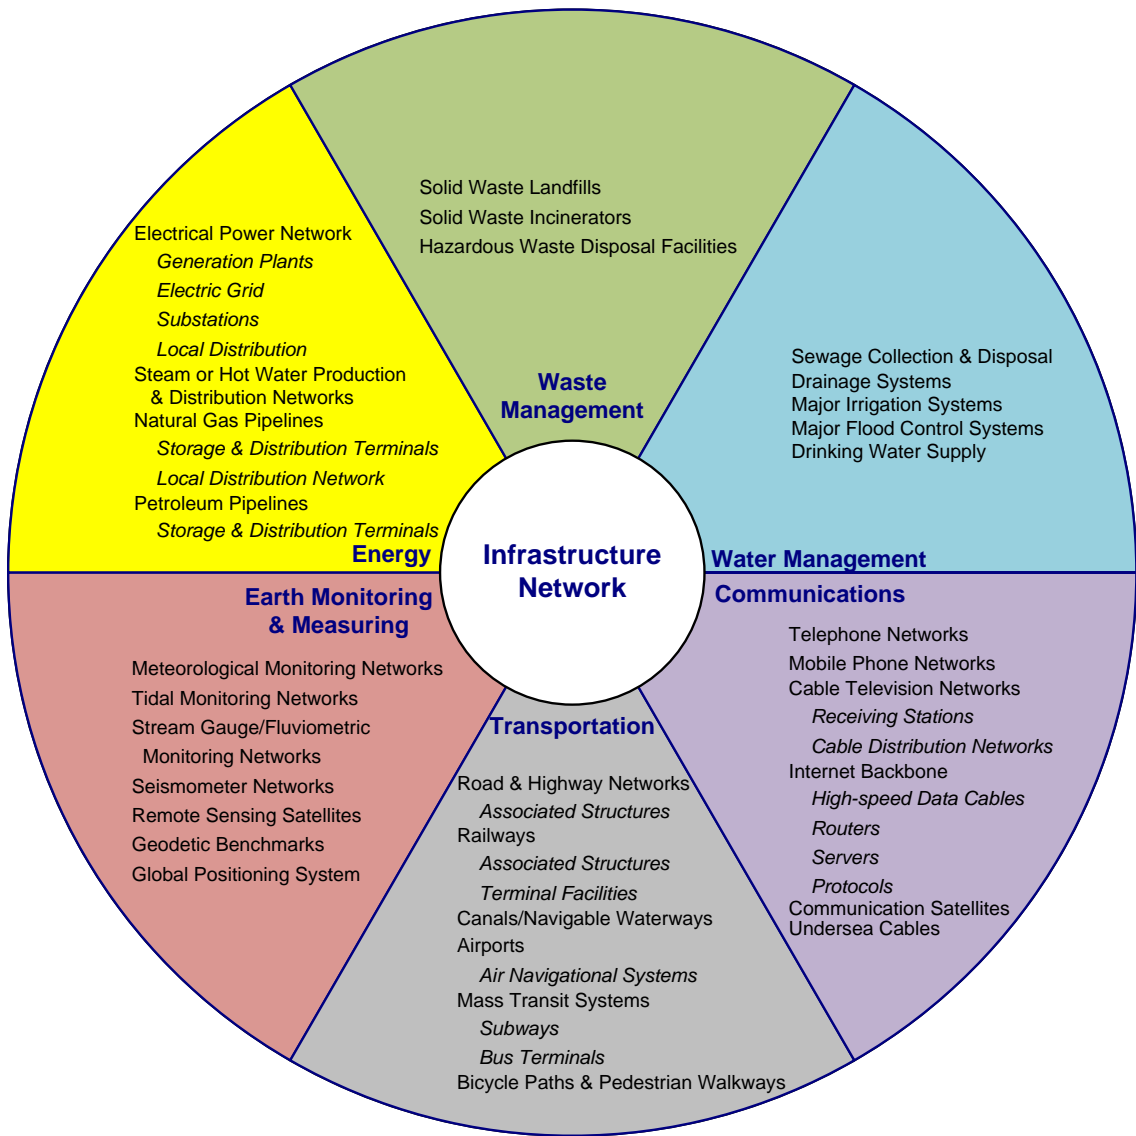 Solid Waste Landfills
Solid Waste Incinerators
Hazardous Waste Disposal Facilities
Waste
Management
Electrical Power Network
Generation Plants
Electric Grid
Substations
Local Distribution
Steam or Hot Water Production
& Distribution Networks
Natural Gas Pipelines
Storage & Distribution Terminals
Local Distribution Network
Petroleum Pipelines
Storage & Distribution Terminals
Energy
Sewage Collection & Disposal
Drainage Systems
Major Irrigation Systems
Major Flood Control Systems
Drinking Water Supply
Water Management
Infrastructure
Network
Earth Monitoring
& Measuring
Meteorological Monitoring Networks
Tidal Monitoring Networks
Stream Gauge/Fluviometric
Monitoring Networks
Seismometer Networks
Remote Sensing Satellites
Geodetic Benchmarks
Global Positioning System
Transportation
Road & Highway Networks
Associated Structures
Railways
Associated Structures
Terminal Facilities
Canals/Navigable Waterways
Airports
Air Navigational Systems
Mass Transit Systems
Subways
Bus Terminals
Bicycle Paths & Pedestrian Walkways
Communications
Telephone Networks
Mobile Phone Networks
Cable Television Networks
Receiving Stations
Cable Distribution Networks
Internet Backbone
High-speed Data Cables
Routers
Servers
Protocols
Communication Satellites
Undersea Cables